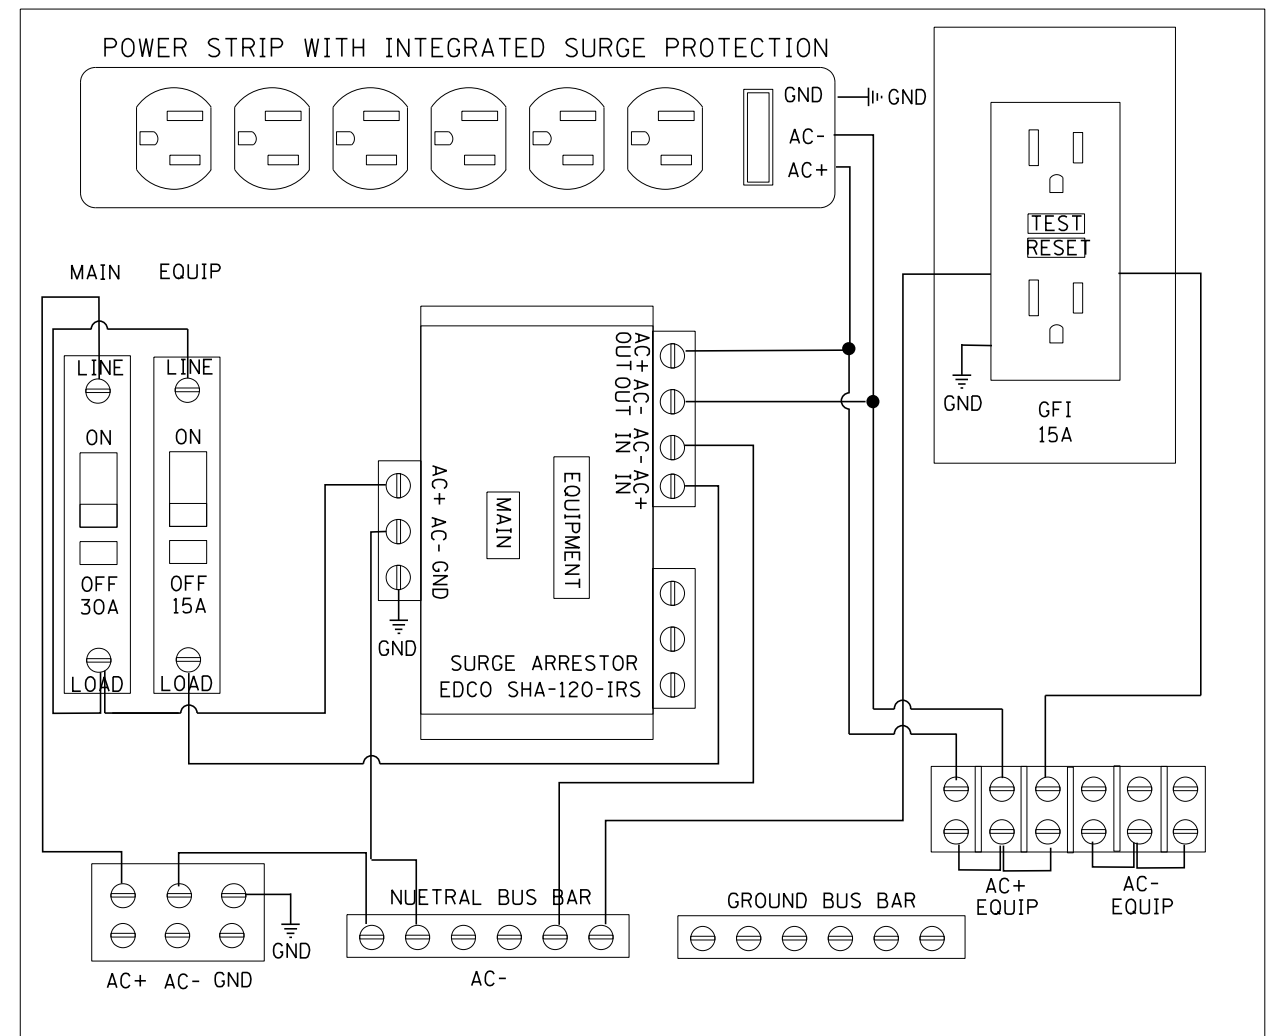 POWER STRIP WITH INTEGRATED SURGE PROTECTION
GND
GND
AC-
AC+
TEST
RESET
GND
GFI
15A
MAIN
EQUIP
LINE
LINE
ON
ON
OFF
30A
OFF
15A
LOAD
LOAD
AC+ OUT
AC- OUT
AC- IN
AC+ IN
AC+
AC-
GND
GND
MAIN
EQUIPMENT
SURGE ARRESTOR
EDCO SHA-120-IRS
AC+
EQUIP
AC-
EQUIP
NUETRAL BUS BAR
AC-
GROUND BUS BAR
GND
AC+ AC- GND